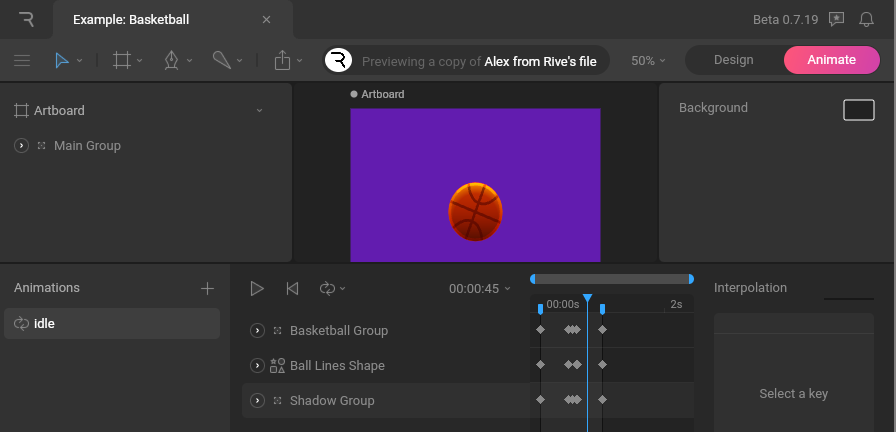 Example: Basketball
Beta 0.7.19
Previewing a copy of Alex from Rive's file
50%
Design
Animate
Artboard
Artboard
Main Group
Background
Animations
idle
00:00:45
00:00s
2s
Basketball Group
Ball Lines Shape
Shadow Group
Interpolation
Select a key